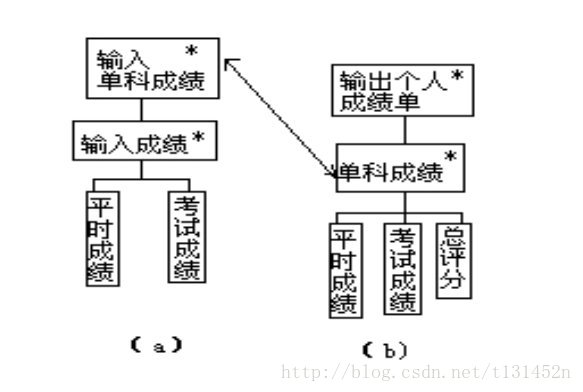 输入 *
单科成绩
输入成绩*
平时成绩
考试成绩
(a)
输出个人*
成绩单
单科成绩*
平时成绩
考试成绩
总评分
(b)
http://blog.csdn.net/t131452n